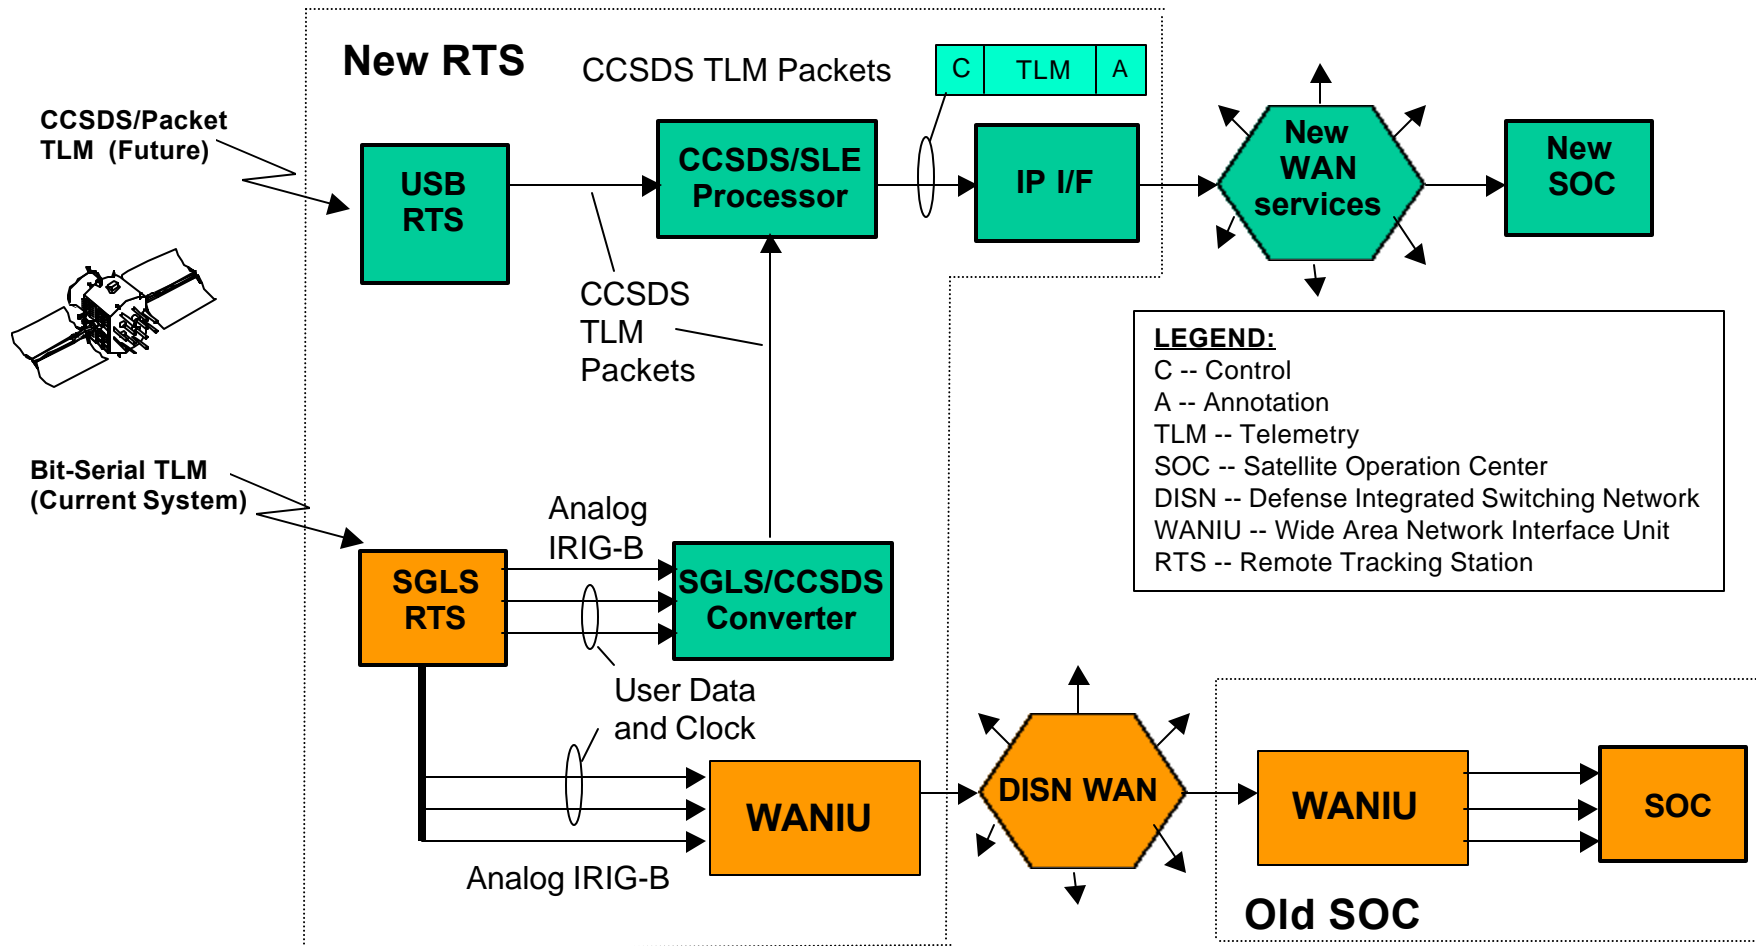 New RTS
CCSDS TLM Packets
C TLM A
CCSDS/Packet
TLM (Future)
USB
RTS
CCSDS/SLE
Processor
IP I/F
New
WAN
services
New
SOC
CCSDS
TLM
Packets
LEGEND:
C -- Control
A -- Annotation
TLM -- Telemetry
SOC -- Satellite Operation Center
DISN -- Defense Integrated Switching Network
WANIU -- Wide Area Network Interface Unit
RTS -- Remote Tracking Station
Bit-Serial TLM
(Current System)
Analog
IRIG-B
SGLS
RTS
SGLS/CCSDS
Converter
User Data
and Clock
WANIU
Analog IRIG-B
DISN WAN
WANIU
SOC
Old SOC